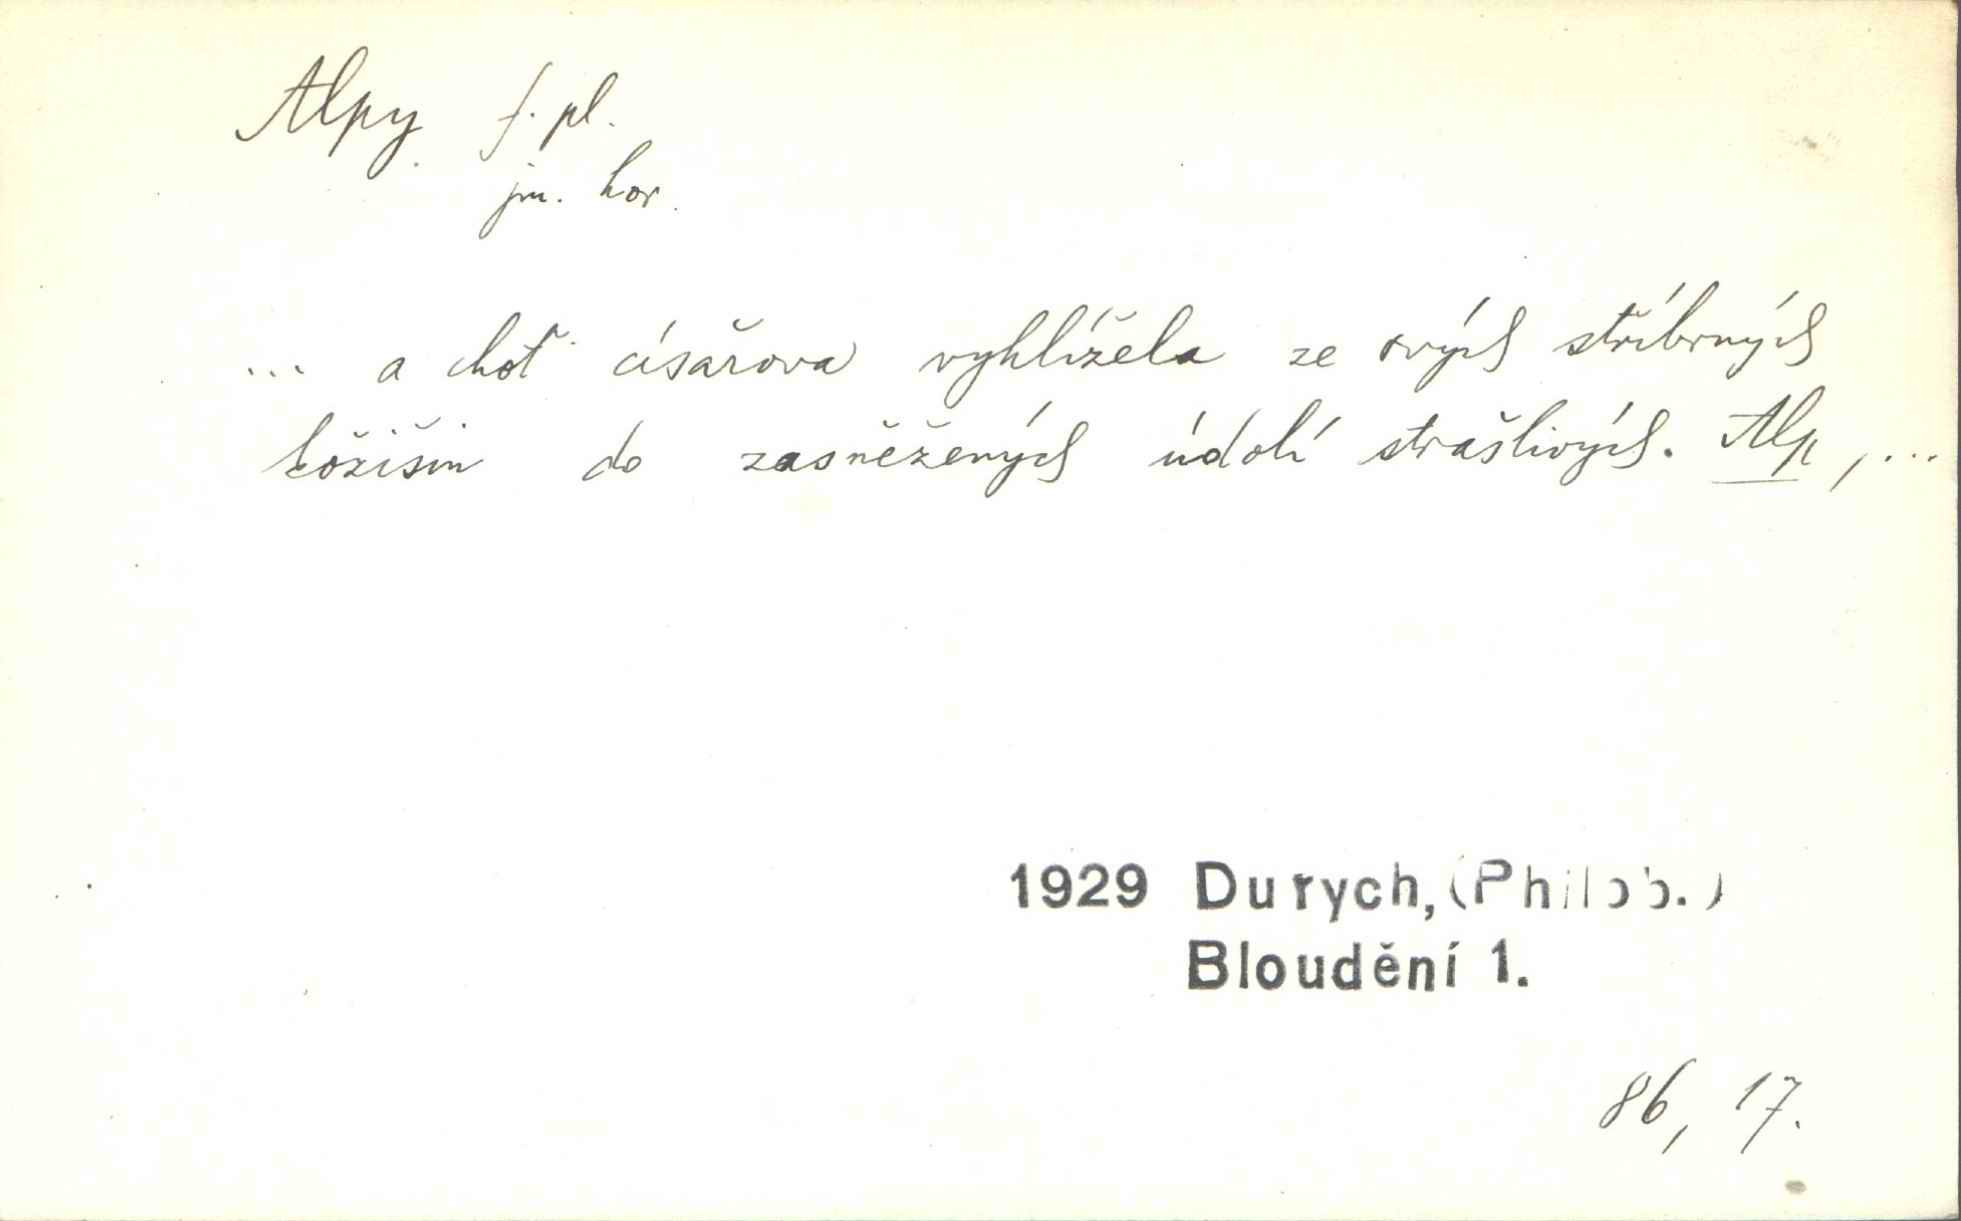 Alpy f. pl.
jm. hor.
... a choť císařova vyhlížela ze svých stříbrných
kožišin do zasněžených údolí strašlivých. Alp, ...
1929 Durych, (Philob.)
Bloudění 1.
86, 17.